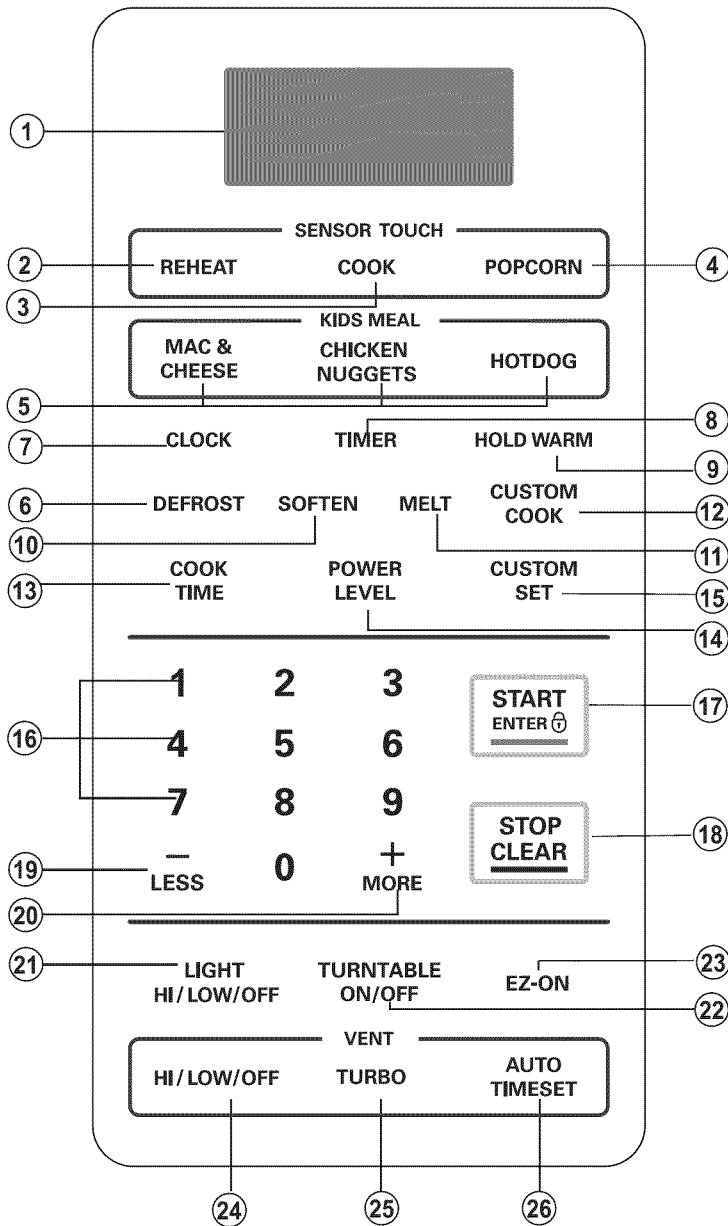 1
SENSOR TOUCH
2 REHEAT COOK POPCORN 4
3
KIDS MEAL
MAC & CHEESE
CHICKEN NUGGETS
HOTDOG
5
8
7 CLOCK TIMER HOLD WARM
9
6 DEFROST SOFTEN MELT
CUSTOM COOK
12
10
11
13
COOK TIME
POWER LEVEL
CUSTOM SET
15
14
1 2 3
START
ENTER
17
16
4 5 6
7 8 9
STOP
CLEAR
18
19
−
LESS
0
+
MORE
20
21
LIGHT
HI/LOW/OFF
TURNTABLE
ON/OFF
EZ-ON
23
22
VENT
HI/LOW/OFF
TURBO
AUTO
TIMESET
24 25 26